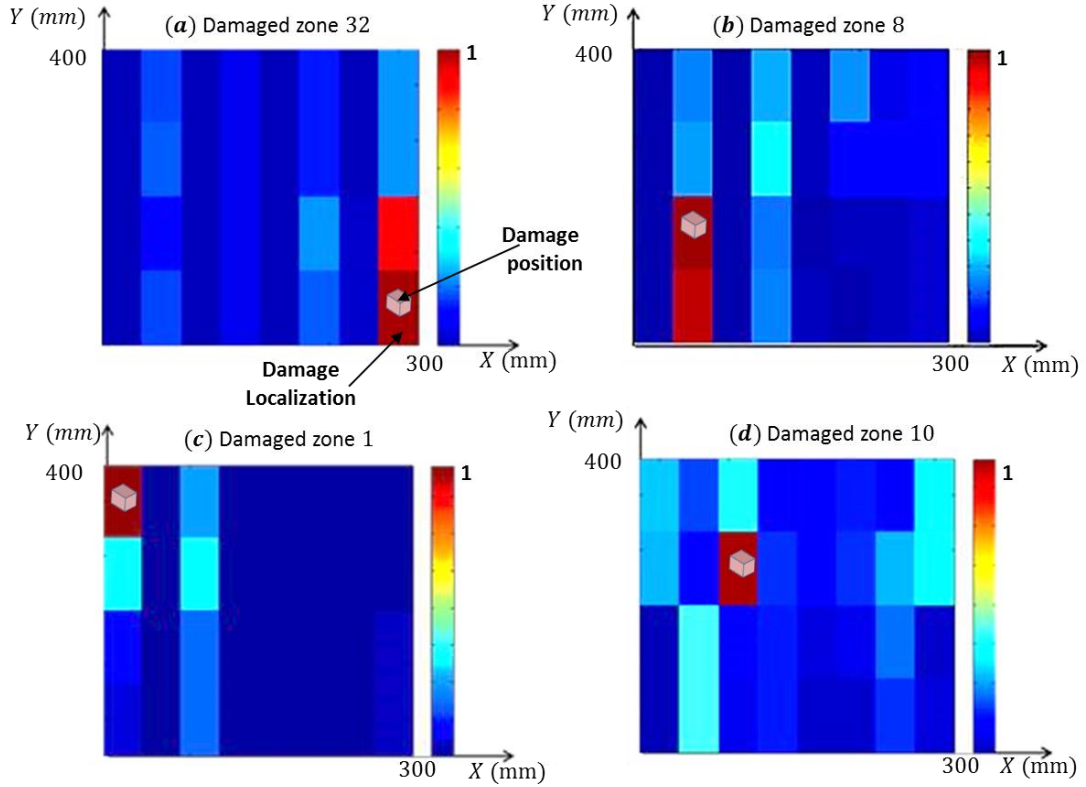 Y (mm)
(a) Damaged zone 32
400
1
Damage
position
300
X (mm)
Damage
Localization
Y (mm)
(b) Damaged zone 8
400
1
300
X (mm)
Y (mm)
(c) Damaged zone 1
400
1
300
X (mm)
Y (mm)
(d) Damaged zone 10
400
1
300
X (mm)